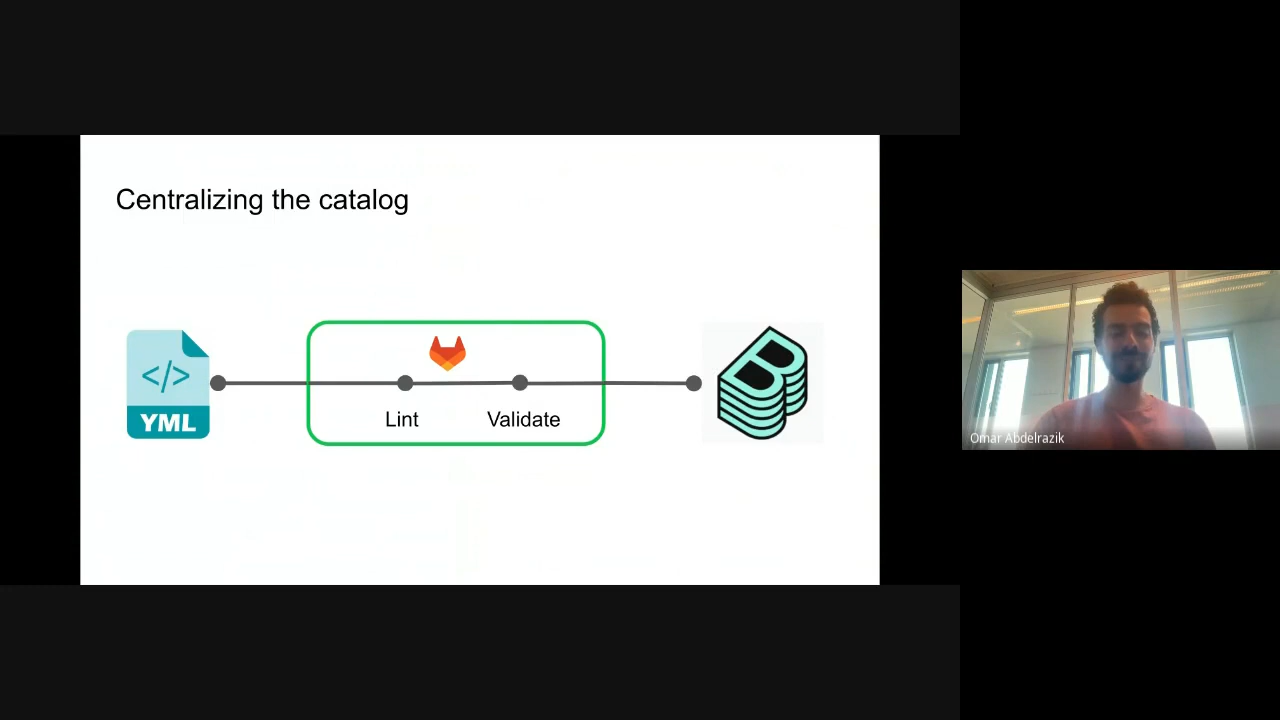 Centralizing the catalog
</>
YML
Lint
Validate
Omar Abdelrazik